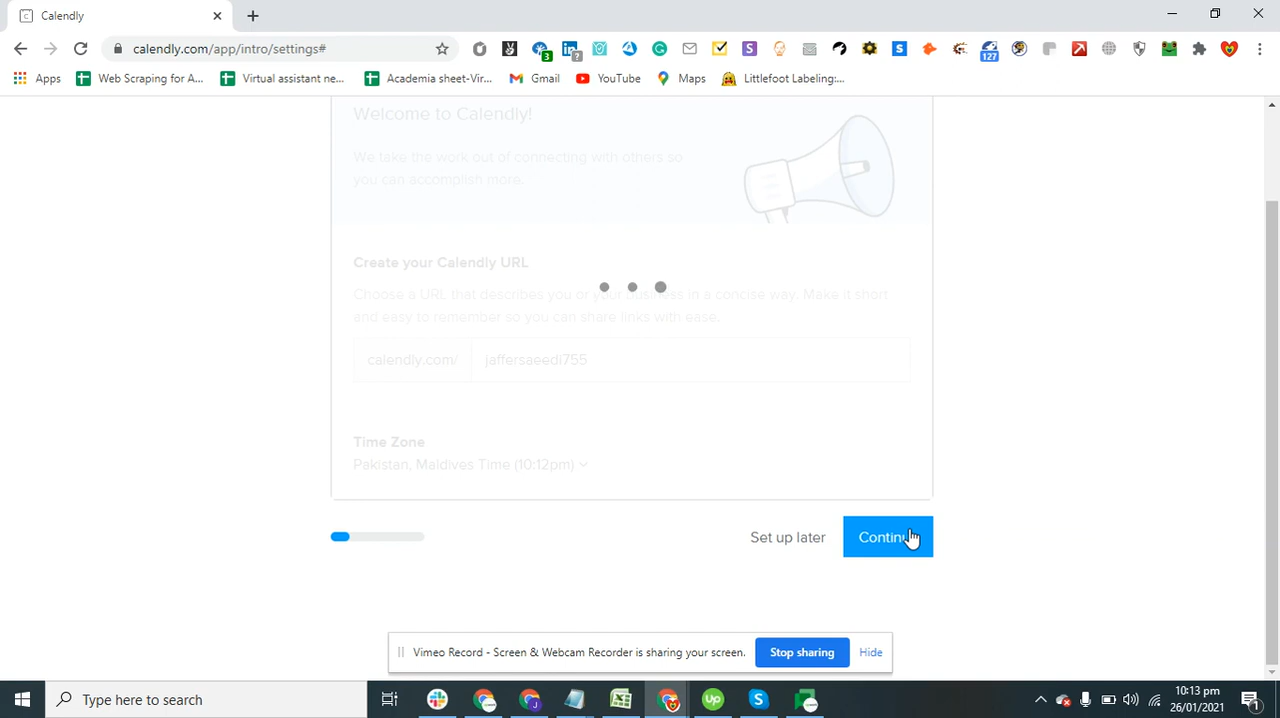 Calendly
calendly.com/app/intro/settings#
3
?
127
Apps
Web Scraping for A...
Virtual assistant ne...
Academia sheet-Vir...
Gmail
YouTube
Maps
Littlefoot Labeling:...
Welcome to Calendly!
We take the work out of connecting with others so
you can accomplish more.
Create your Calendly URL
Choose a URL that describes you or your business in a concise way. Make it short
and easy to remember so you can share links with ease.
calendly.com/ jaffersaeedi755
Time Zone
Pakistan, Maldives Time (10:12pm)
Set up later
Continue
Vimeo Record - Screen & Webcam Recorder is sharing your screen.
Stop sharing
Hide
Type here to search
10:13 pm
26/01/2021
1